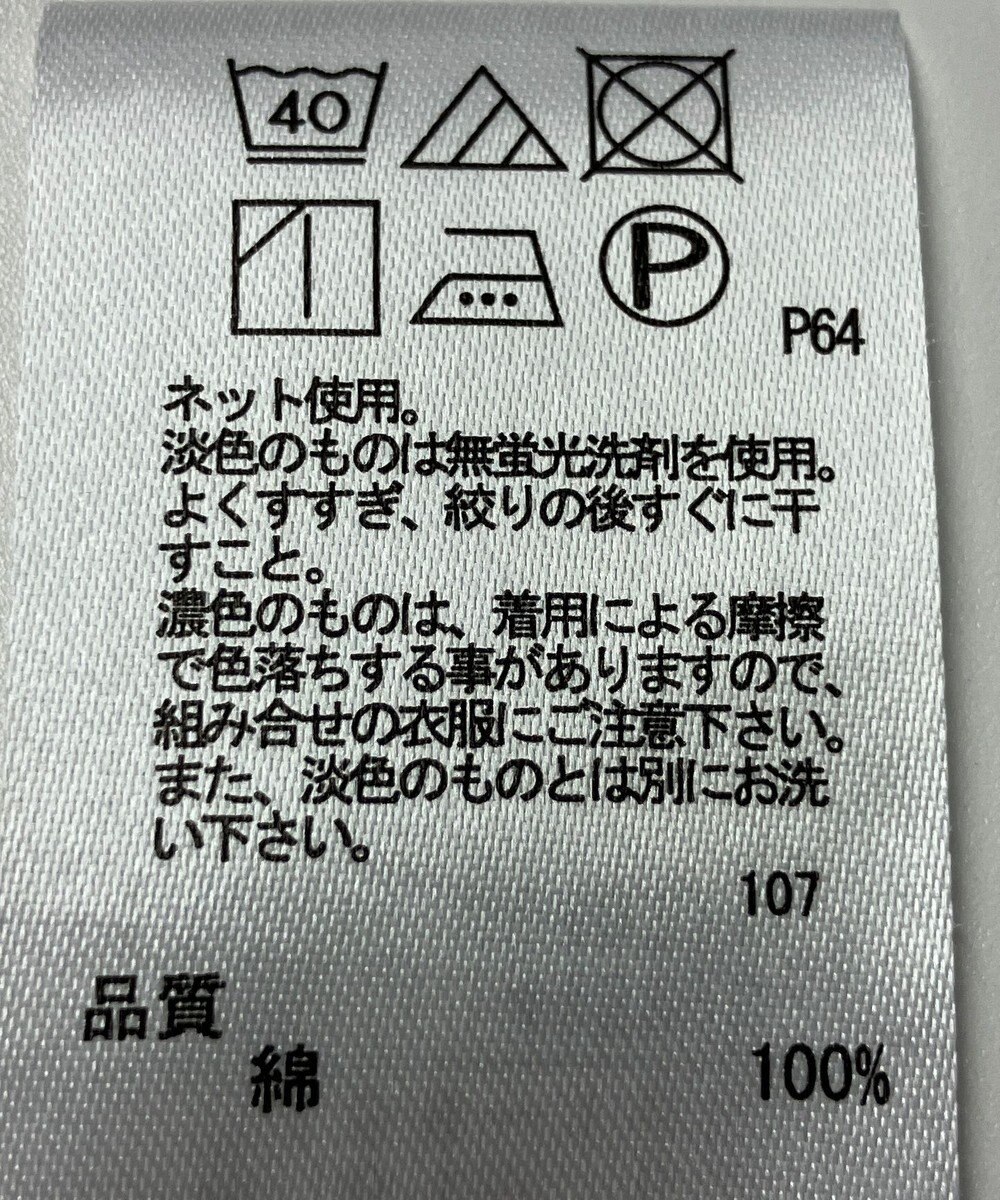 40
P
P64
ネット使用。
淡色のものは無蛍光洗剤を使用。
よくすすぎ、絞りの後すぐに干
すこと。
濃色のものは、着用による摩擦
で色落ちする事がありますので、
組み合せの衣服にご注意下さい。
また、淡色のものとは別にお洗
い下さい。
107
品質
綿 100%